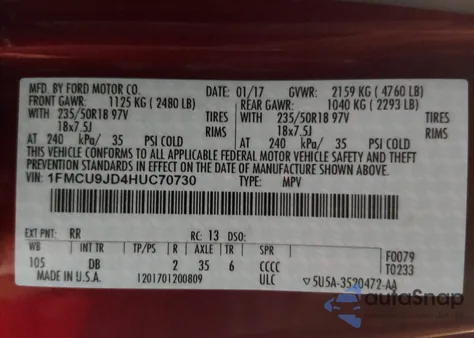 MFD. BY FORD MOTOR CO. DATE: 01/17 GVWR: 2159 KG ( 4760 LB)
FRONT GAWR: 1125 KG ( 2480 LB) REAR GAWR: 1040 KG ( 2293 LB)
WITH 235/50R18 97V TIRES WITH 235/50R18 97V TIRES
18x7.5J RIMS 18x7.5J RIMS
AT 240 kPa/ 35 PSI COLD AT 240 kPa/ 35 PSI COLD
THIS VEHICLE CONFORMS TO ALL APPLICABLE FEDERAL MOTOR VEHICLE SAFETY AND THEFT
PREVENTION STANDARDS IN EFFECT ON THE DATE OF MANUFACTURE SHOWN ABOVE.
VIN: 1FMCU9JD4HUC70730 TYPE: MPV
EXT PNT: RR RC: 13 DSO:
WB INT TR TP/PS R AXLE TR SPR F0079
105 DB 2 35 6 CCCC T0233
MADE IN U.S.A. 1201701200809 ULC 5U5A-3520472-AA
autoSnap